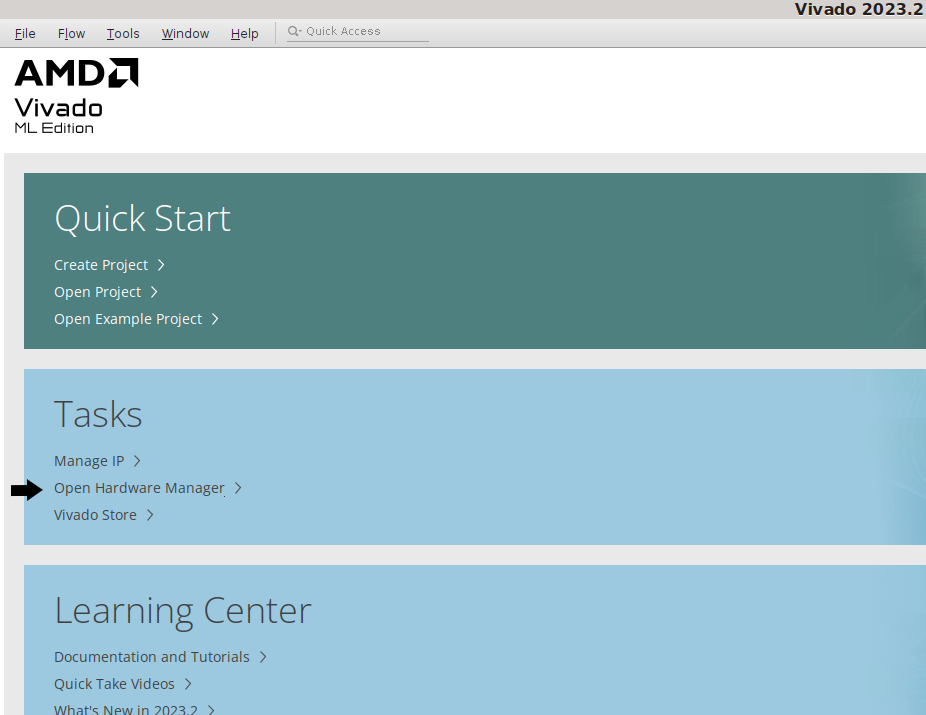 Vivado 2023.2
File Flow Tools Window Help Quick Access
AMD
Vivado
ML Edition
Quick Start
Create Project
Open Project
Open Example Project
Tasks
Manage IP
Open Hardware Manager
Vivado Store
Learning Center
Documentation and Tutorials
Quick Take Videos
What's New in 2023.2